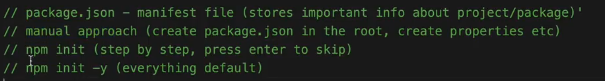 // package.json - manifest file (stores important info about project/package)'
// manual approach (create package.json in the root, create properties etc)
// npm init (step by step, press enter to skip)
// npm init -y (everything default)